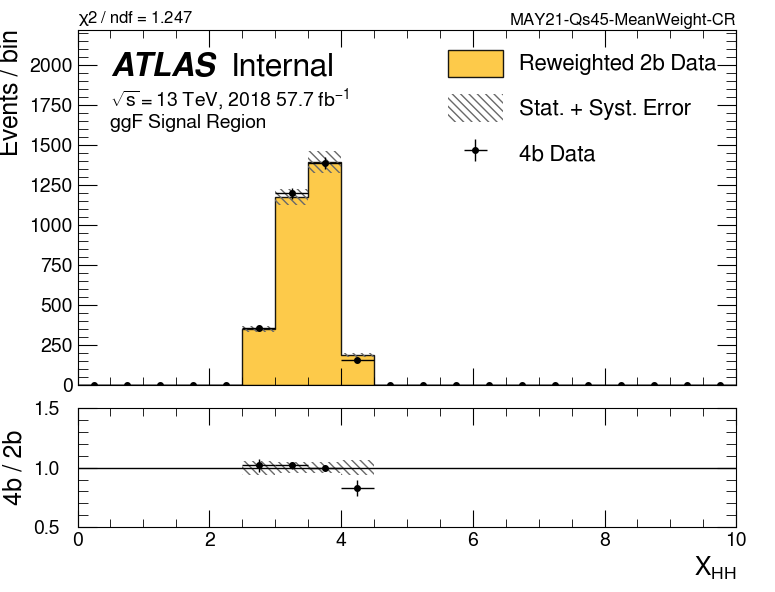 χ2 / ndf = 1.247
MAY21-Qs45-MeanWeight-CR
Events / bin
2000
1750
1500
1250
1000
750
500
250
0
ATLAS Internal
√s = 13 TeV, 2018 57.7 fb−1
ggF Signal Region
Reweighted 2b Data
Stat. + Syst. Error
4b Data
4b / 2b
1.5
1.0
0.5
0 2 4 6 8 10
XHH